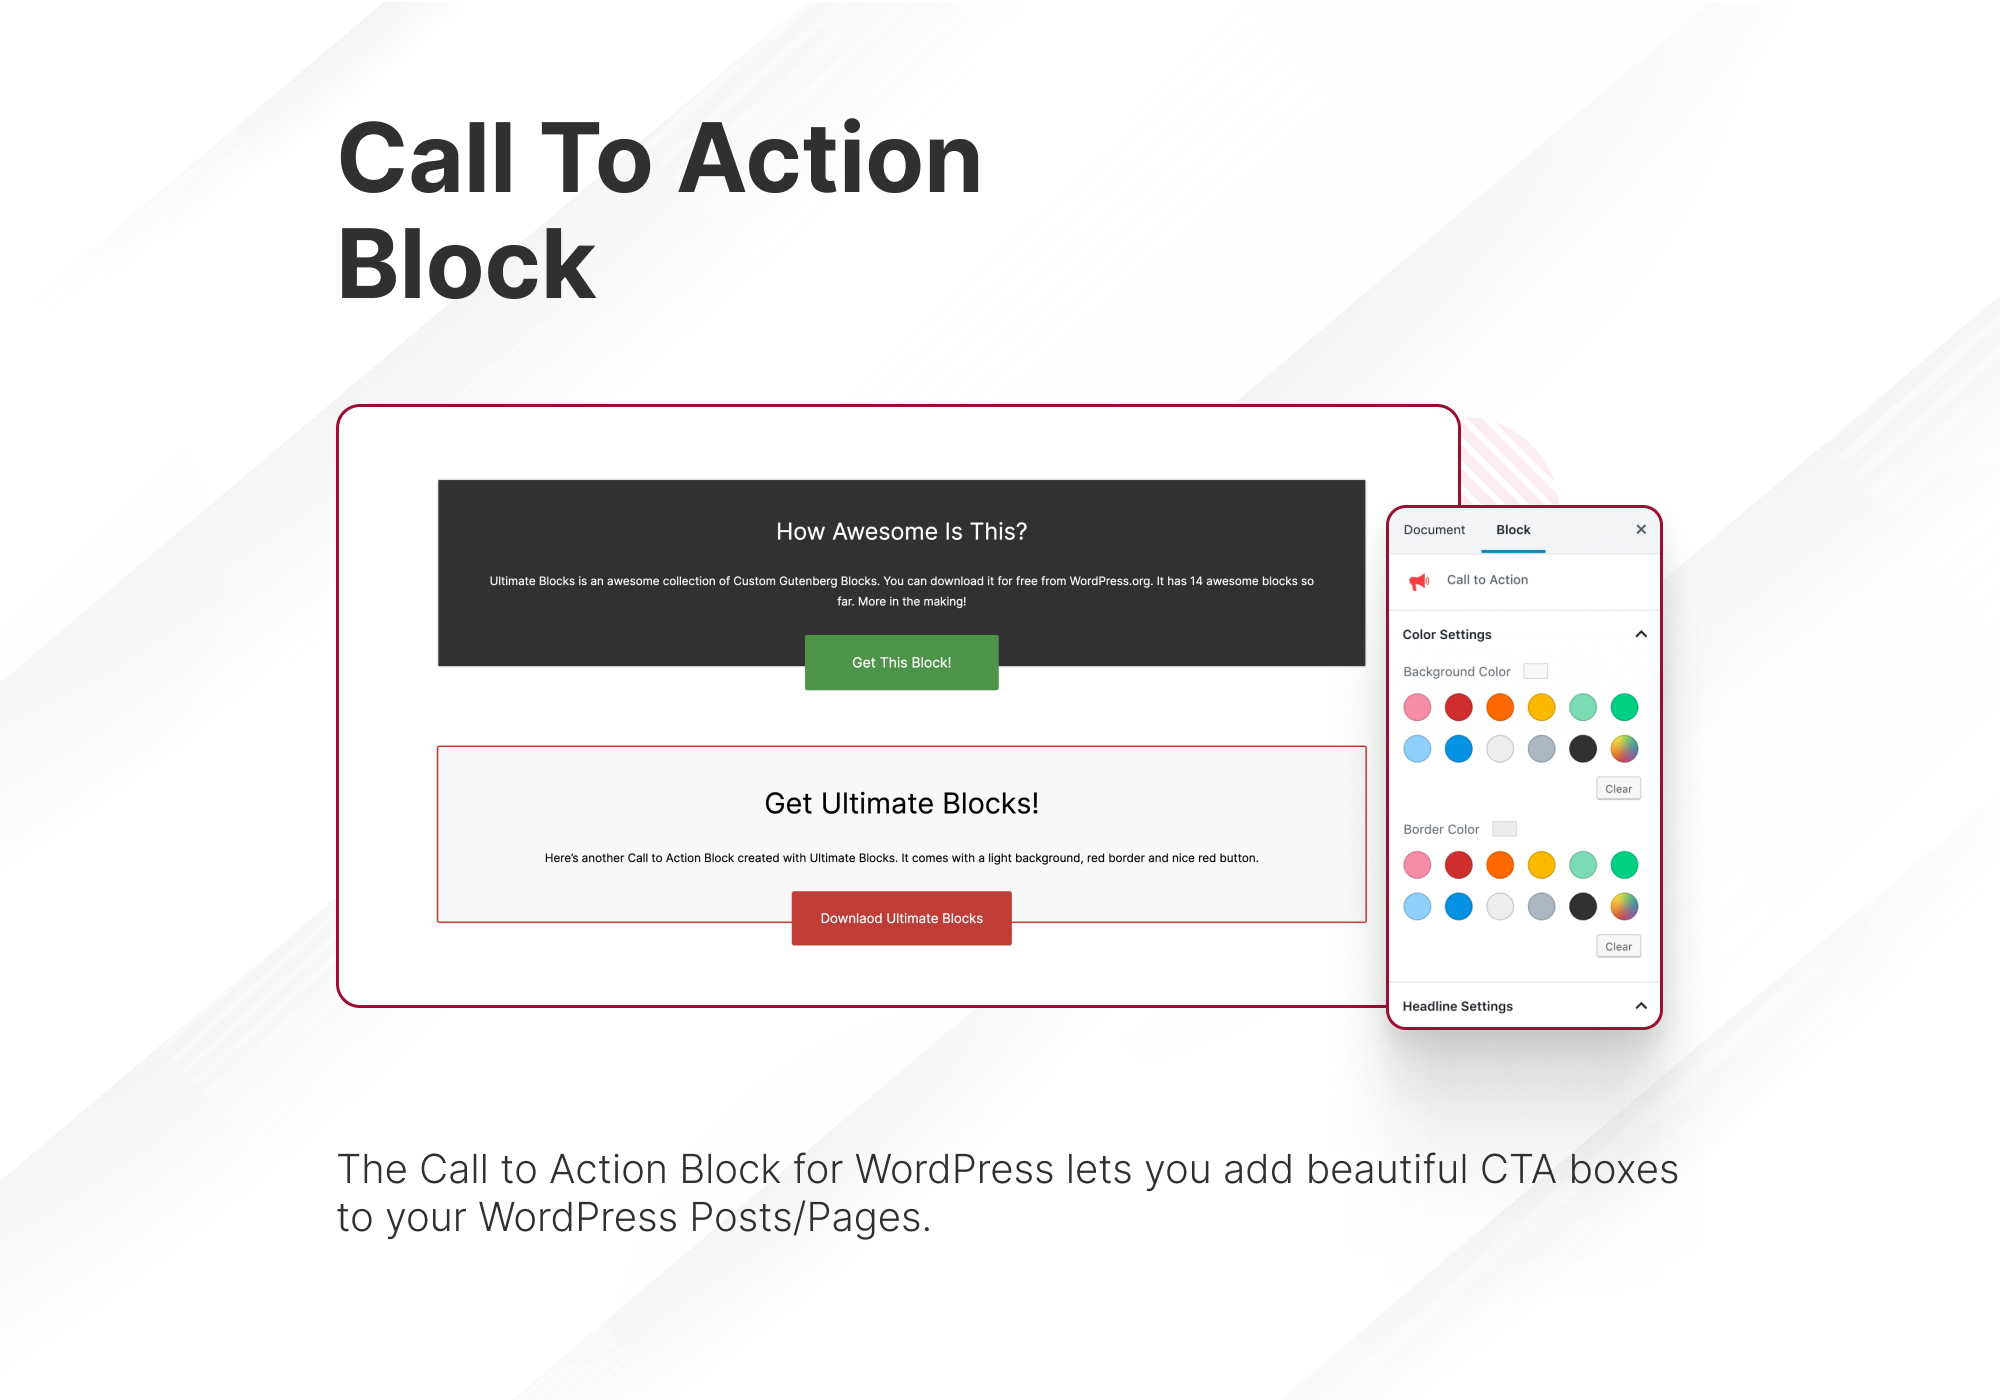 Call To Action
Block
How Awesome Is This?
Ultimate Blocks is an awesome collection of Custom Gutenberg Blocks. You can download it for free from WordPress.org. It has 14 awesome blocks so
far. More in the making!
Get This Block!
Get Ultimate Blocks!
Here's another Call to Action Block created with Ultimate Blocks. It comes with a light background, red border and nice red button.
Downlaod Ultimate Blocks
Document Block ×
Call to Action
Color Settings
Background Color
Clear
Border Color
Clear
Headline Settings
The Call to Action Block for WordPress lets you add beautiful CTA boxes
to your WordPress Posts/Pages.